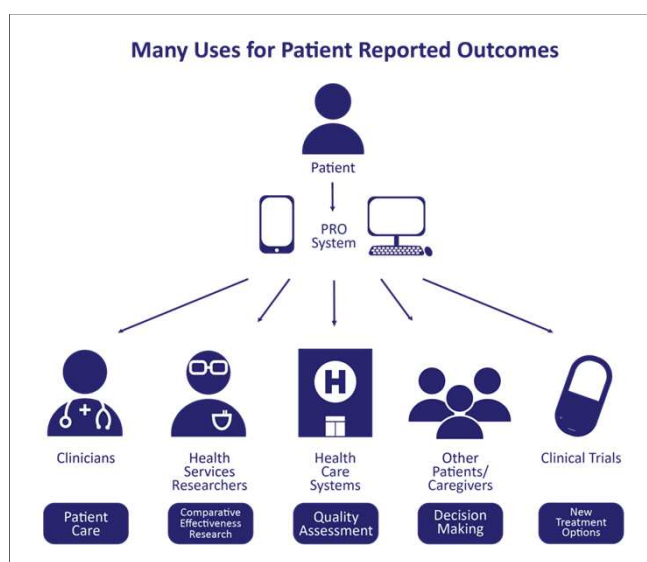 Many Uses for Patient Reported Outcomes
Patient
PRO
System
H
Clinicians
Health
Services
Researchers
Health
Care
Systems
Other
Patients/
Caregivers
Clinical Trials
Patient
Care
Comparative
Effectiveness
Research
Quality
Assessment
Decision
Making
New
Treatment
Options